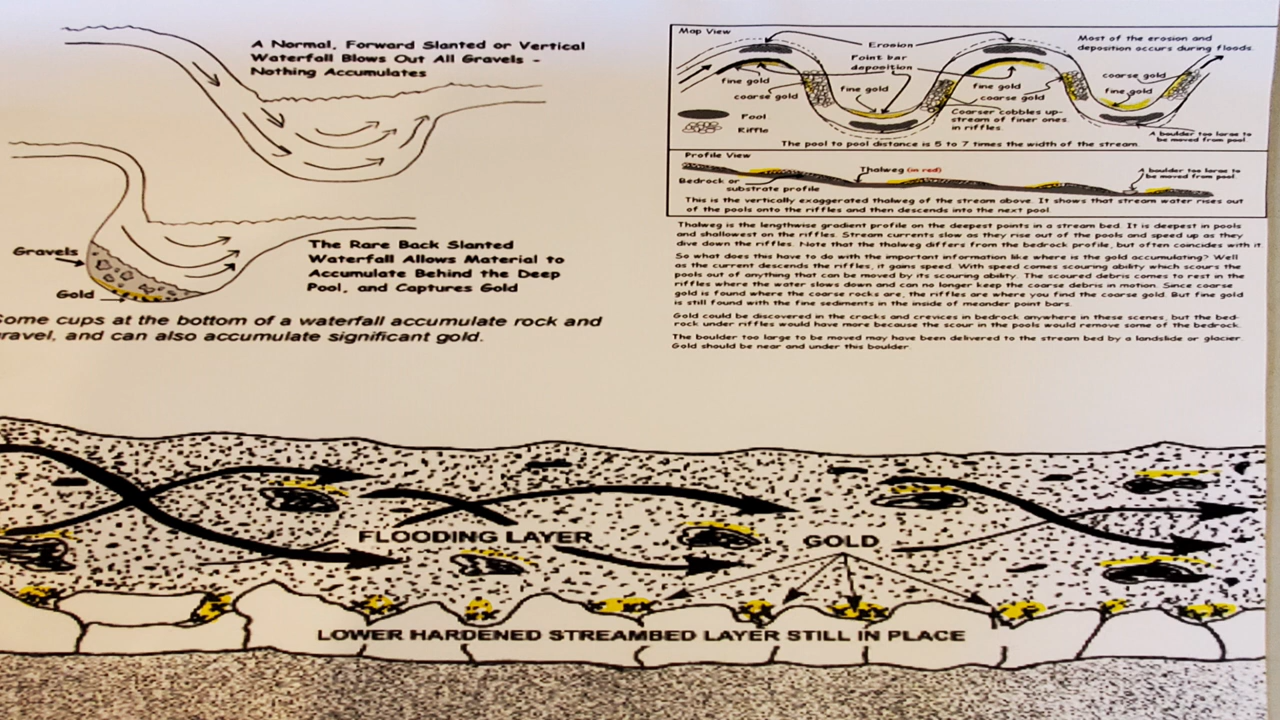 A Normal, Forward Slanted or Vertical
Waterfall Blows Out All Gravels -
Nothing Accumulates
Gravels
Gold
The Rare Back Slanted
Waterfall Allows Material to
Accumulate Behind the Deep
Pool, and Captures Gold
Some cups at the bottom of a waterfall accumulate rock and
gravel, and can also accumulate significant gold.
Map View
Erosion
Point bar
deposition
Most of the erosion and
deposition occurs during floods.
fine gold
coarse gold
fine gold
fine gold
coarse gold
coarse gold
fine gold
Pool
Riffle
Coarser cobbles up-
stream of finer ones
in riffles.
A boulder too large to
be moved from pool.
The pool to pool distance is 5 to 7 times the width of the stream.
Profile View
Thalweg (in red)
A boulder too large to
be moved from pool.
Bedrock or
substrate profile
This is the vertically exaggerated thalweg of the stream above. It shows that stream water rises out
of the pools onto the riffles and then descends into the next pool.
Thalweg is the lengthwise gradient profile on the deepest points in a stream bed. It is deepest in pools
and shallowest on the riffles. Stream currents slow as they rise out of the pools and speed up as they
dive down the riffles. Note that the thalweg differs from the bedrock profile, but often coincides with it.
So what does this have to do with the important information like where is the gold accumulating? Well
as the current descends the riffles, it gains speed. With speed comes scouring ability which scours the
pools out of anything that can be moved by its scouring ability. The scoured debris comes to rest in the
riffles where the water slows down and can no longer keep the coarse debris in motion. Since coarse
gold is found where the coarse rocks are, the riffles are where you find the coarse gold. But fine gold
is still found with the fine sediments in the inside of meander point bars.
Gold could be discovered in the cracks and crevices in bedrock anywhere in these scenes, but the bed-
rock under riffles would have more because the scour in the pools would remove some of the bedrock.
The boulder too large to be moved may have been delivered to the stream bed by a landslide or glacier.
Gold should be near and under this boulder.
FLOODING LAYER
GOLD
LOWER HARDENED STREAMBED LAYER STILL IN PLACE